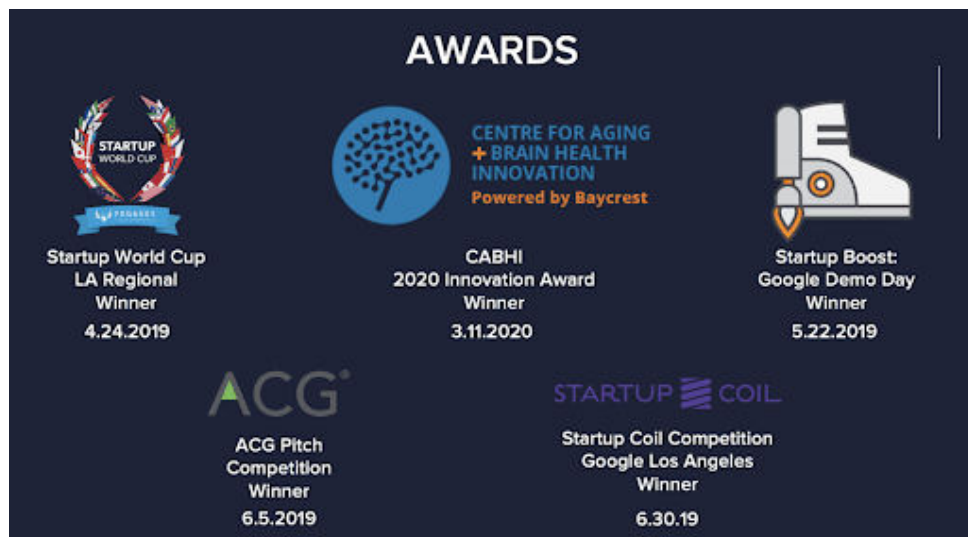 AWARDS
STARTUP
WORLD CUP
PEGASUS
Startup World Cup
LA Regional
Winner
4.24.2019
CENTRE FOR AGING
+ BRAIN HEALTH
INNOVATION
Powered by Baycrest
CABHI
2020 Innovation Award
Winner
3.11.2020
Startup Boost:
Google Demo Day
Winner
5.22.2019
ACG®
ACG Pitch
Competition
Winner
6.5.2019
STARTUP COIL
Startup Coil Competition
Google Los Angeles
Winner
6.30.19